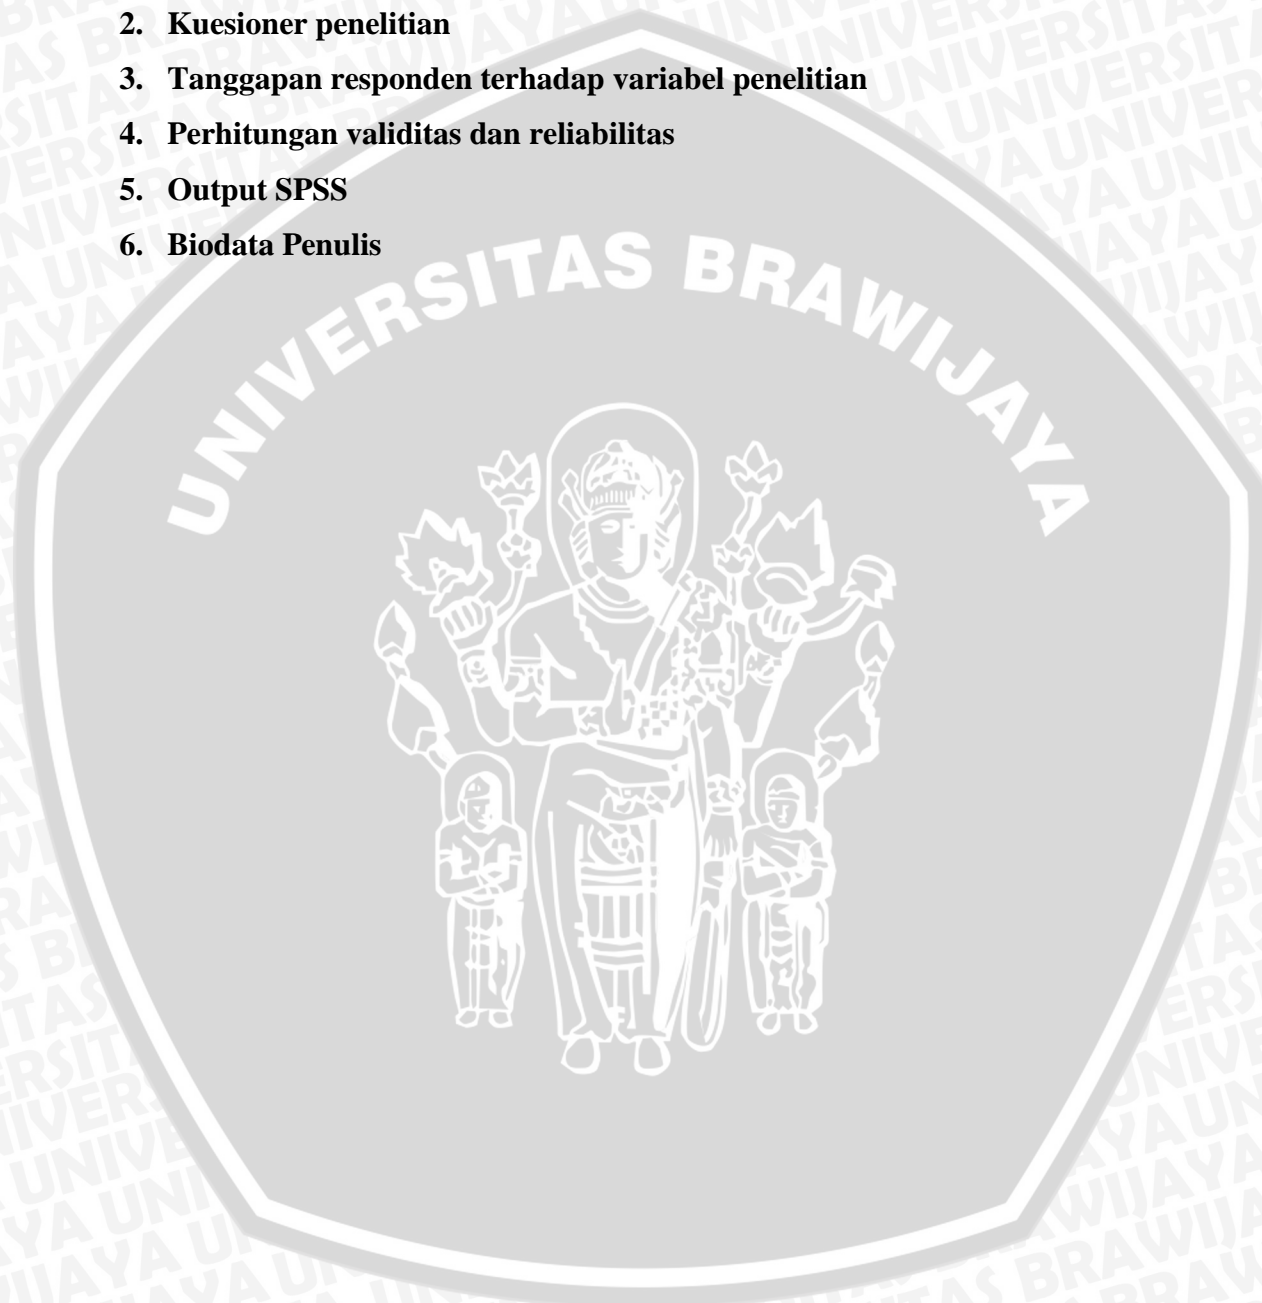 2. Kuesioner penelitian
3. Tanggapan responden terhadap variabel penelitian
4. Perhitungan validitas dan reliabilitas
5. Output SPSS
6. Biodata Penulis
UNIVERSITAS BRAWIJAYA